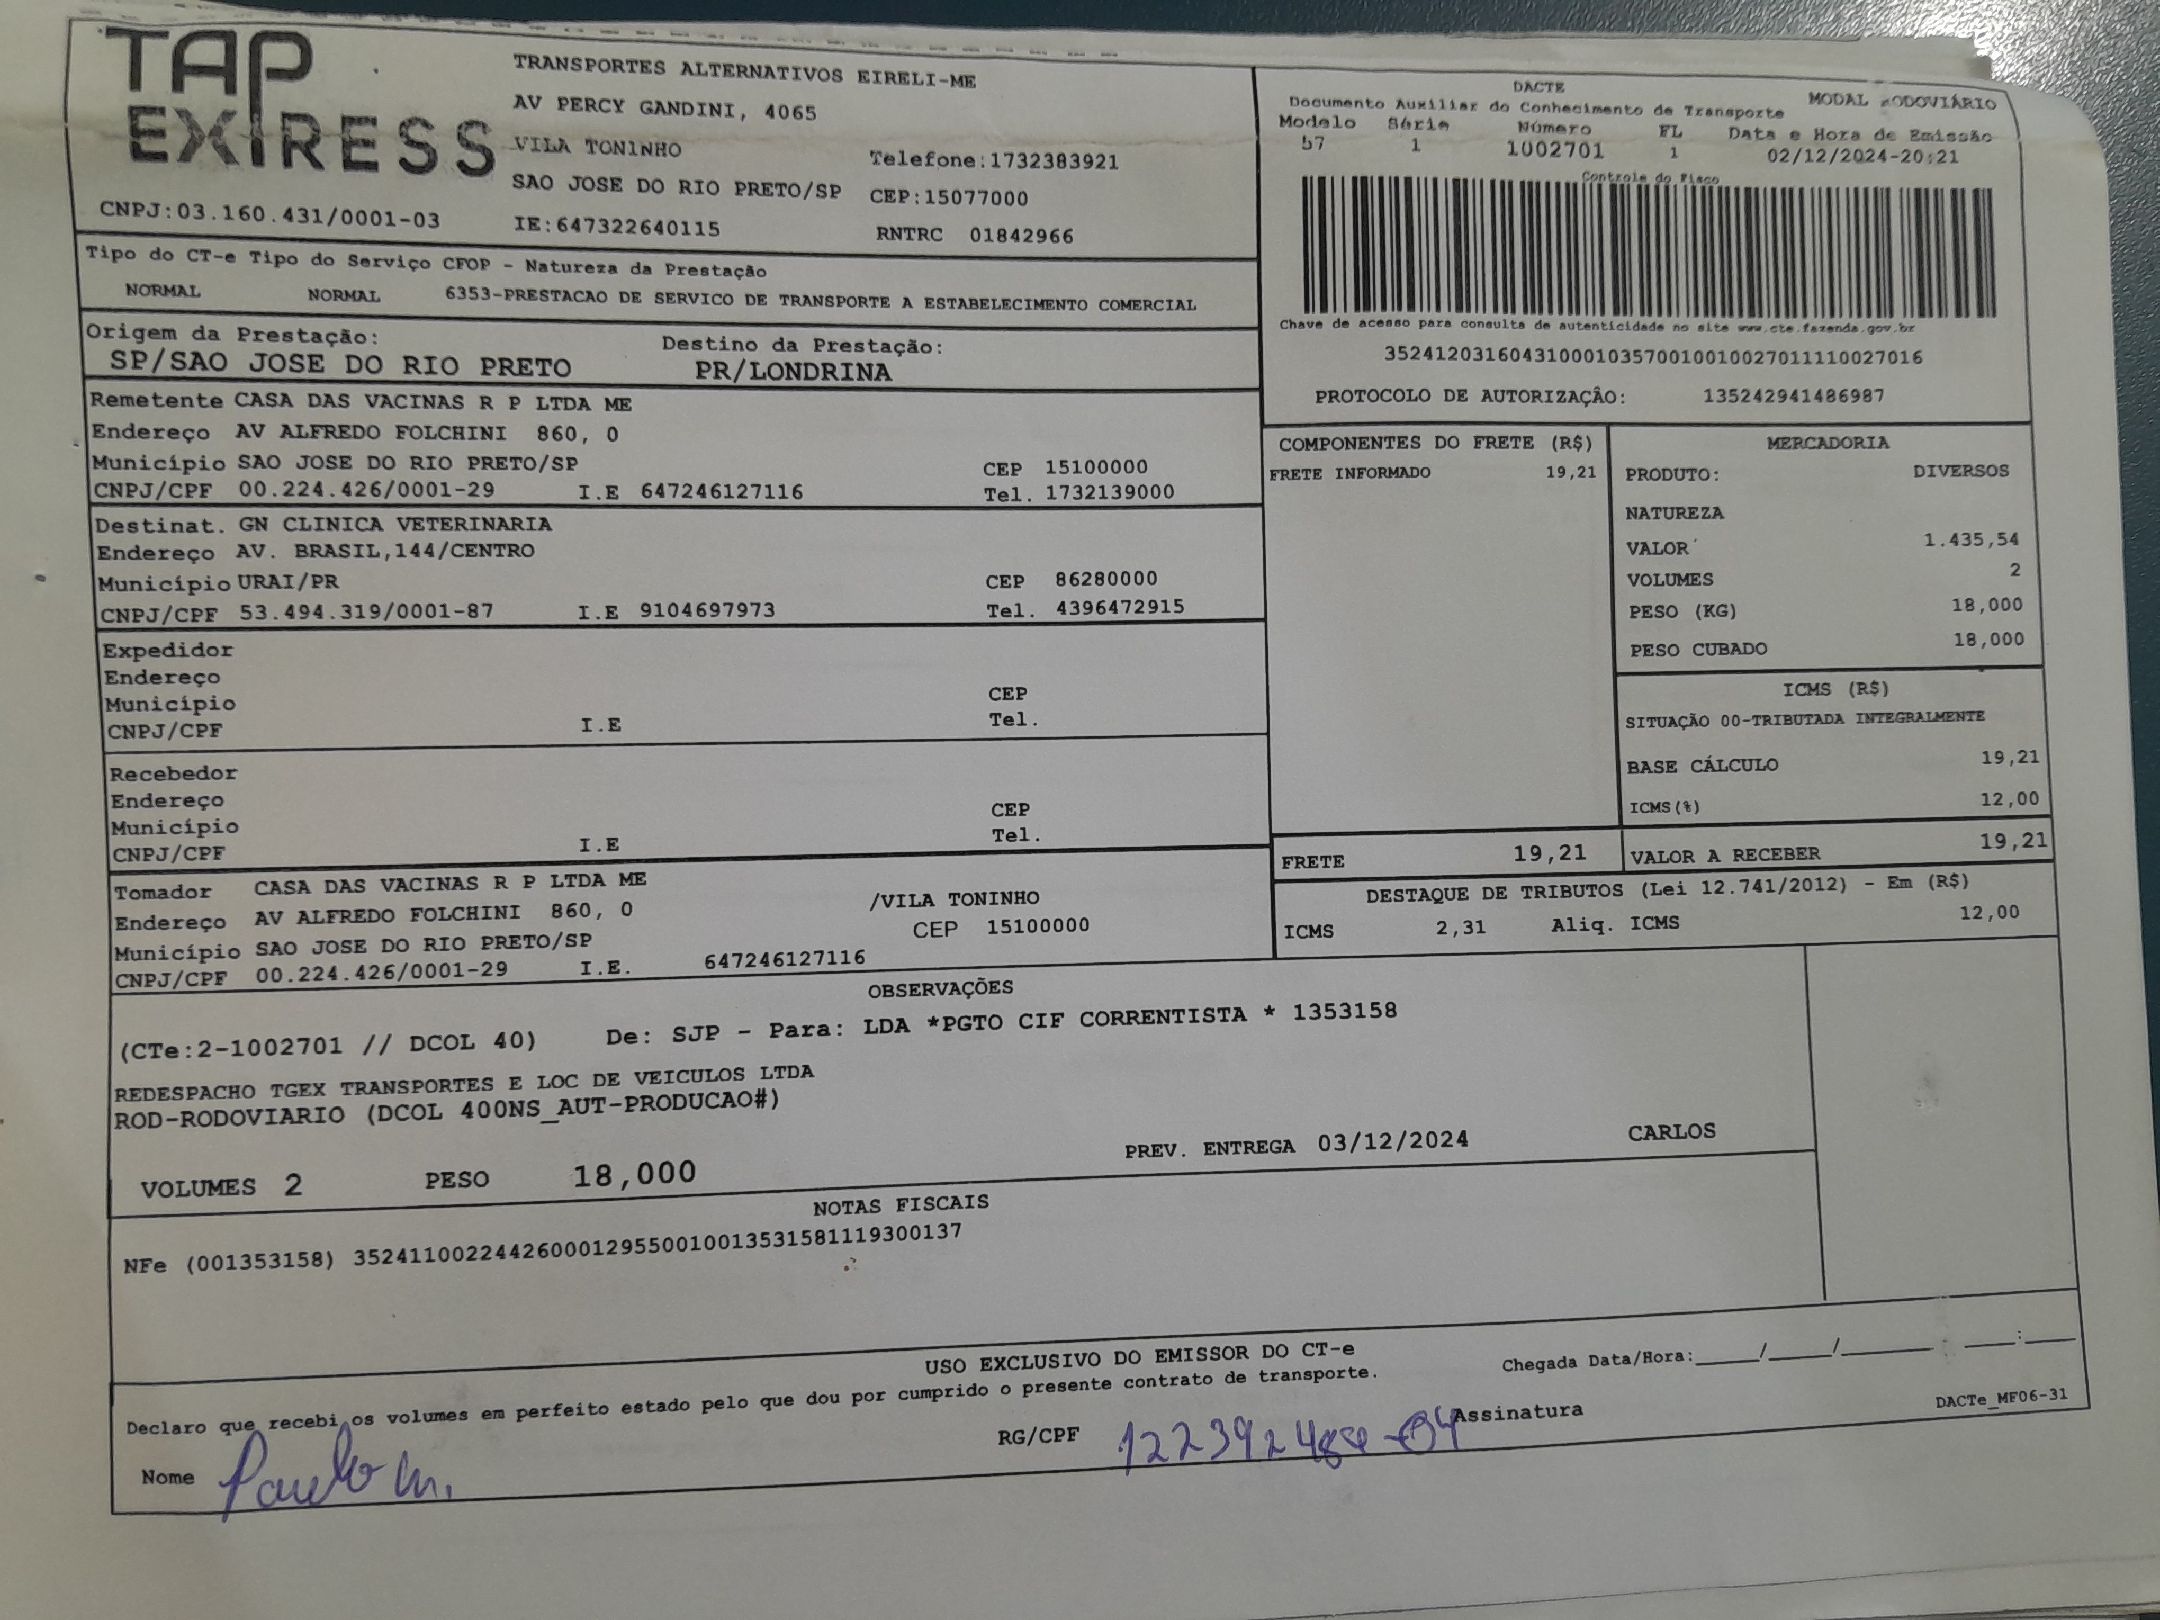 TAP
EXPRESS
TRANSPORTES ALTERNATIVOS EIRELI-ME
AV PERCY GANDINI, 4065
VILA TONINHO
Telefone:1732383921
SAO JOSE DO RIO PRETO/SP CEP:15077000
CNPJ:03.160.431/0001-03 IE:647322640115 RNTRC 01842966
DACTE
Documento Auxiliar do Conhecimento de Transporte MODAL RODOVIÁRIO
Modelo Série Número FL Data e Hora de Emissão
57 1 1002701 1 02/12/2024-20:21
Controle do Fisco
Chave de acesso para consulta de autenticidade no site www.cte.fazenda.gov.br
35241203160431000103570010010027011110027016
PROTOCOLO DE AUTORIZAÇÂO: 135242941486987
Tipo do CT-e Tipo do Serviço CFOP - Natureza da Prestação
NORMAL NORMAL 6353-PRESTACAO DE SERVICO DE TRANSPORTE A ESTABELECIMENTO COMERCIAL
Origem da Prestação: Destino da Prestação:
SP/SAO JOSE DO RIO PRETO PR/LONDRINA
Remetente CASA DAS VACINAS R P LTDA ME
Endereço AV ALFREDO FOLCHINI 860, 0
Município SAO JOSE DO RIO PRETO/SP CEP 15100000
CNPJ/CPF 00.224.426/0001-29 I.E 647246127116 Tel. 1732139000
Destinat. GN CLINICA VETERINARIA
Endereço AV. BRASIL,144/CENTRO
Município URAI/PR CEP 86280000
CNPJ/CPF 53.494.319/0001-87 I.E 9104697973 Tel. 4396472915
Expedidor
Endereço
Município CEP
CNPJ/CPF I.E Tel.
Recebedor
Endereço
Município CEP
CNPJ/CPF I.E Tel.
Tomador CASA DAS VACINAS R P LTDA ME
Endereço AV ALFREDO FOLCHINI 860, 0 /VILA TONINHO
Município SAO JOSE DO RIO PRETO/SP CEP 15100000
CNPJ/CPF 00.224.426/0001-29 I.E. 647246127116
COMPONENTES DO FRETE (R$)
FRETE INFORMADO 19,21
MERCADORIA
PRODUTO: DIVERSOS
NATUREZA
VALOR 1.435,54
VOLUMES 2
PESO (KG) 18,000
PESO CUBADO 18,000
ICMS (R$)
SITUAÇÃO 00-TRIBUTADA INTEGRALMENTE
BASE CÁLCULO 19,21
ICMS(%) 12,00
FRETE 19,21 VALOR A RECEBER 19,21
DESTAQUE DE TRIBUTOS (Lei 12.741/2012) - Em (R$)
ICMS 2,31 Aliq. ICMS 12,00
OBSERVAÇÕES
(CTe:2-1002701 // DCOL 40) De: SJP - Para: LDA *PGTO CIF CORRENTISTA * 1353158
REDESPACHO TGEX TRANSPORTES E LOC DE VEICULOS LTDA
ROD-RODOVIARIO (DCOL 400NS_AUT-PRODUCAO#)
PREV. ENTREGA 03/12/2024 CARLOS
VOLUMES 2 PESO 18,000
NOTAS FISCAIS
NFe (001353158) 35241100224426000129550010013531581119300137
USO EXCLUSIVO DO EMISSOR DO CT-e
Declaro que recebi os volumes em perfeito estado pelo que dou por cumprido o presente contrato de transporte.
Chegada Data/Hora:_____/_____/_______ ____:____
DACTe_MF06-31
Nome Paulo M. RG/CPF Assinatura